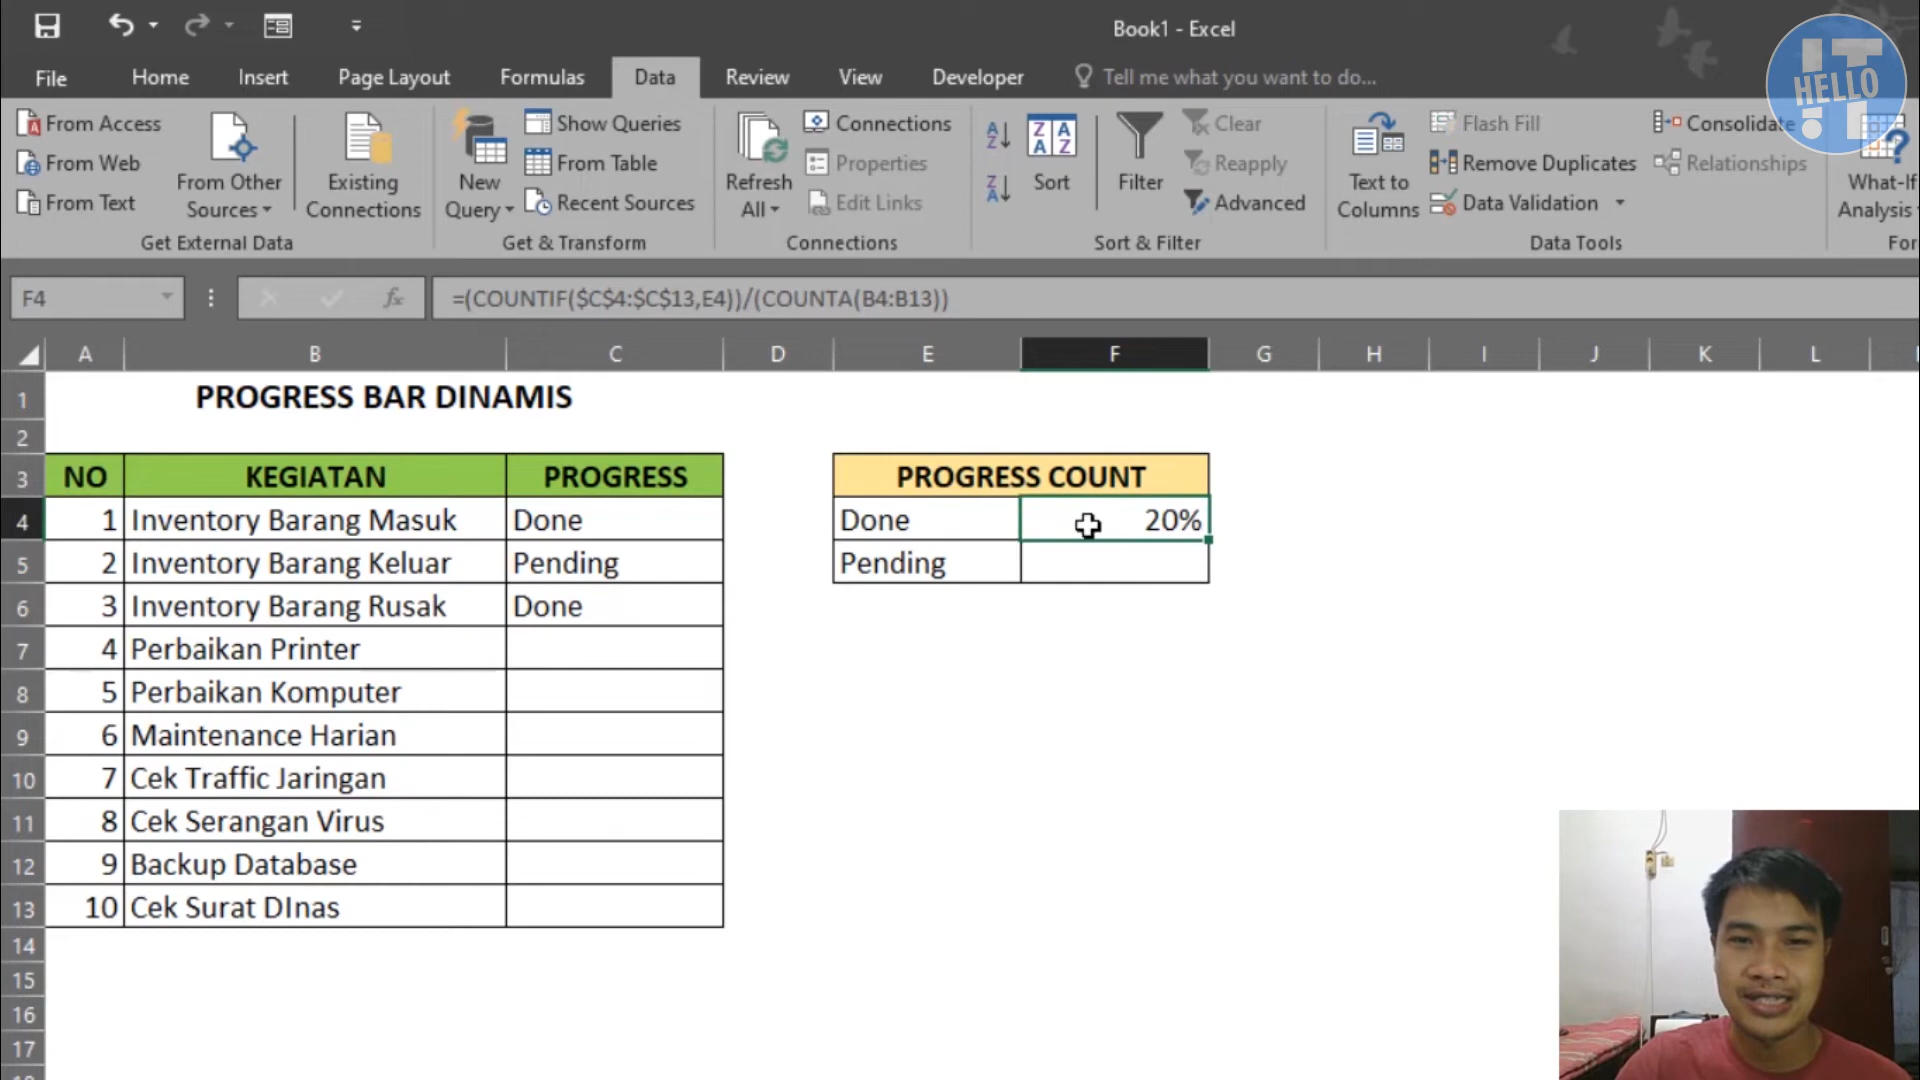 Book1 - Excel
File Home Insert Page Layout Formulas Data Review View Developer Tell me what you want to do...
!T
HELLO
!T
From Access
From Web
From Text
From Other
Sources
Existing
Connections
Get External Data
New
Query
Show Queries
From Table
Recent Sources
Get & Transform
Refresh
All
Connections
Properties
Edit Links
Connections
Sort
Filter
Clear
Reapply
Advanced
Sort & Filter
Text to
Columns
Flash Fill
Remove Duplicates
Data Validation
Consolidate
Relationships
Data Tools
What-If
Analysis
For
F4 fx =(COUNTIF($C$4:$C$13,E4))/(COUNTA(B4:B13))
A B C D E F G H I J K L
1 PROGRESS BAR DINAMIS
2
3 NO KEGIATAN PROGRESS PROGRESS COUNT
4 1 Inventory Barang Masuk Done Done 20%
5 2 Inventory Barang Keluar Pending Pending
6 3 Inventory Barang Rusak Done
7 4 Perbaikan Printer
8 5 Perbaikan Komputer
9 6 Maintenance Harian
10 7 Cek Traffic Jaringan
11 8 Cek Serangan Virus
12 9 Backup Database
13 10 Cek Surat DInas
14
15
16
17